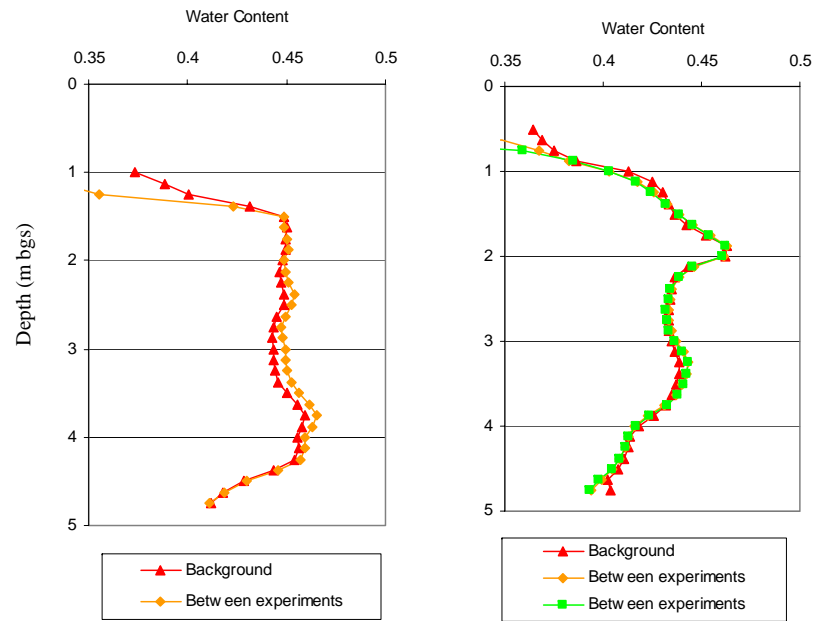 Water Content
0.35 0.4 0.45 0.5
0
1
2
3
4
5
Depth (m bgs)
Background
Betw een experiments
Water Content
0.35 0.4 0.45 0.5
0
1
2
3
4
5
Background
Betw een experiments
Betw een experiments